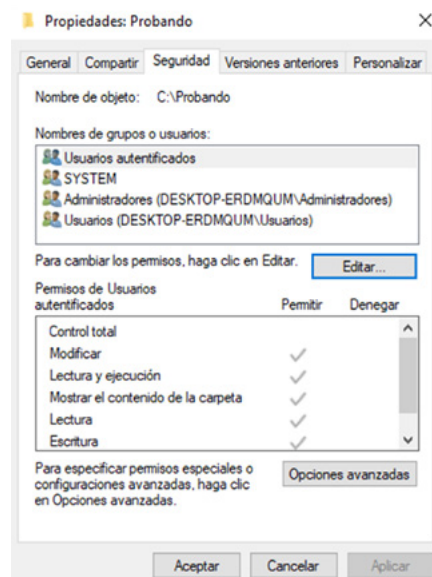 Propiedades: Probando
General Compartir Seguridad Versiones anteriores Personalizar
Nombre de objeto: C:\Probando
Nombres de grupos o usuarios:
Usuarios autentificados
SYSTEM
Administradores (DESKTOP-ERDMQUM\Administradores)
Usuarios (DESKTOP-ERDMQUM\Usuarios)
Para cambiar los permisos, haga clic en Editar. Editar...
Permisos de Usuarios
autentificados Permitir Denegar
Control total
Modificar
Lectura y ejecución
Mostrar el contenido de la carpeta
Lectura
Escritura
Para especificar permisos especiales o
configuraciones avanzadas, haga clic
en Opciones avanzadas.
Opciones avanzadas
Aceptar Cancelar Aplicar